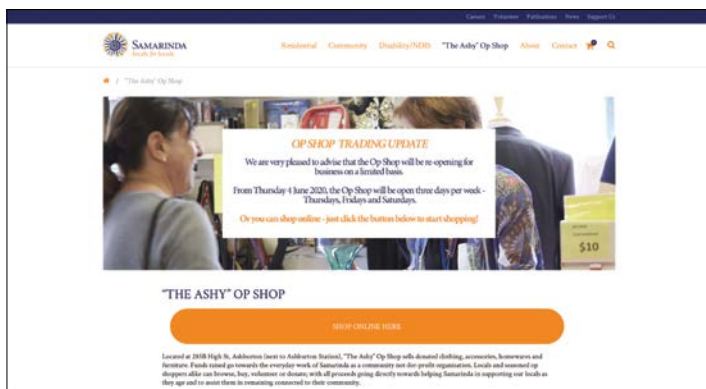 Careers Volunteer Publications News Support Us
SAMARINDA
locals for locals
Residential Community Disability/NDIS "The Ashy" Op Shop About Contact
/ "The Ashy" Op Shop
OP SHOP TRADING UPDATE
We are very pleased to advise that the Op Shop will be re-opening for
business on a limited basis.
From Thursday 4 June 2020, the Op Shop will be open three days per week -
Thursdays, Fridays and Saturdays.
Or you can shop online - just click the button below to start shopping!
$10
"THE ASHY" OP SHOP
SHOP ONLINE HERE
Located at 285B High St, Ashburton (next to Ashburton Station), "The Ashy" Op Shop sells donated clothing, accessories, homewares and
furniture. Funds raised go towards the everyday work of Samarinda as a community not-for-profit organisation. Locals and seasoned op
shoppers alike can browse, buy, volunteer or donate; with all proceeds going directly towards helping Samarinda in supporting our locals as
they age and to assist them in remaining connected to their community.